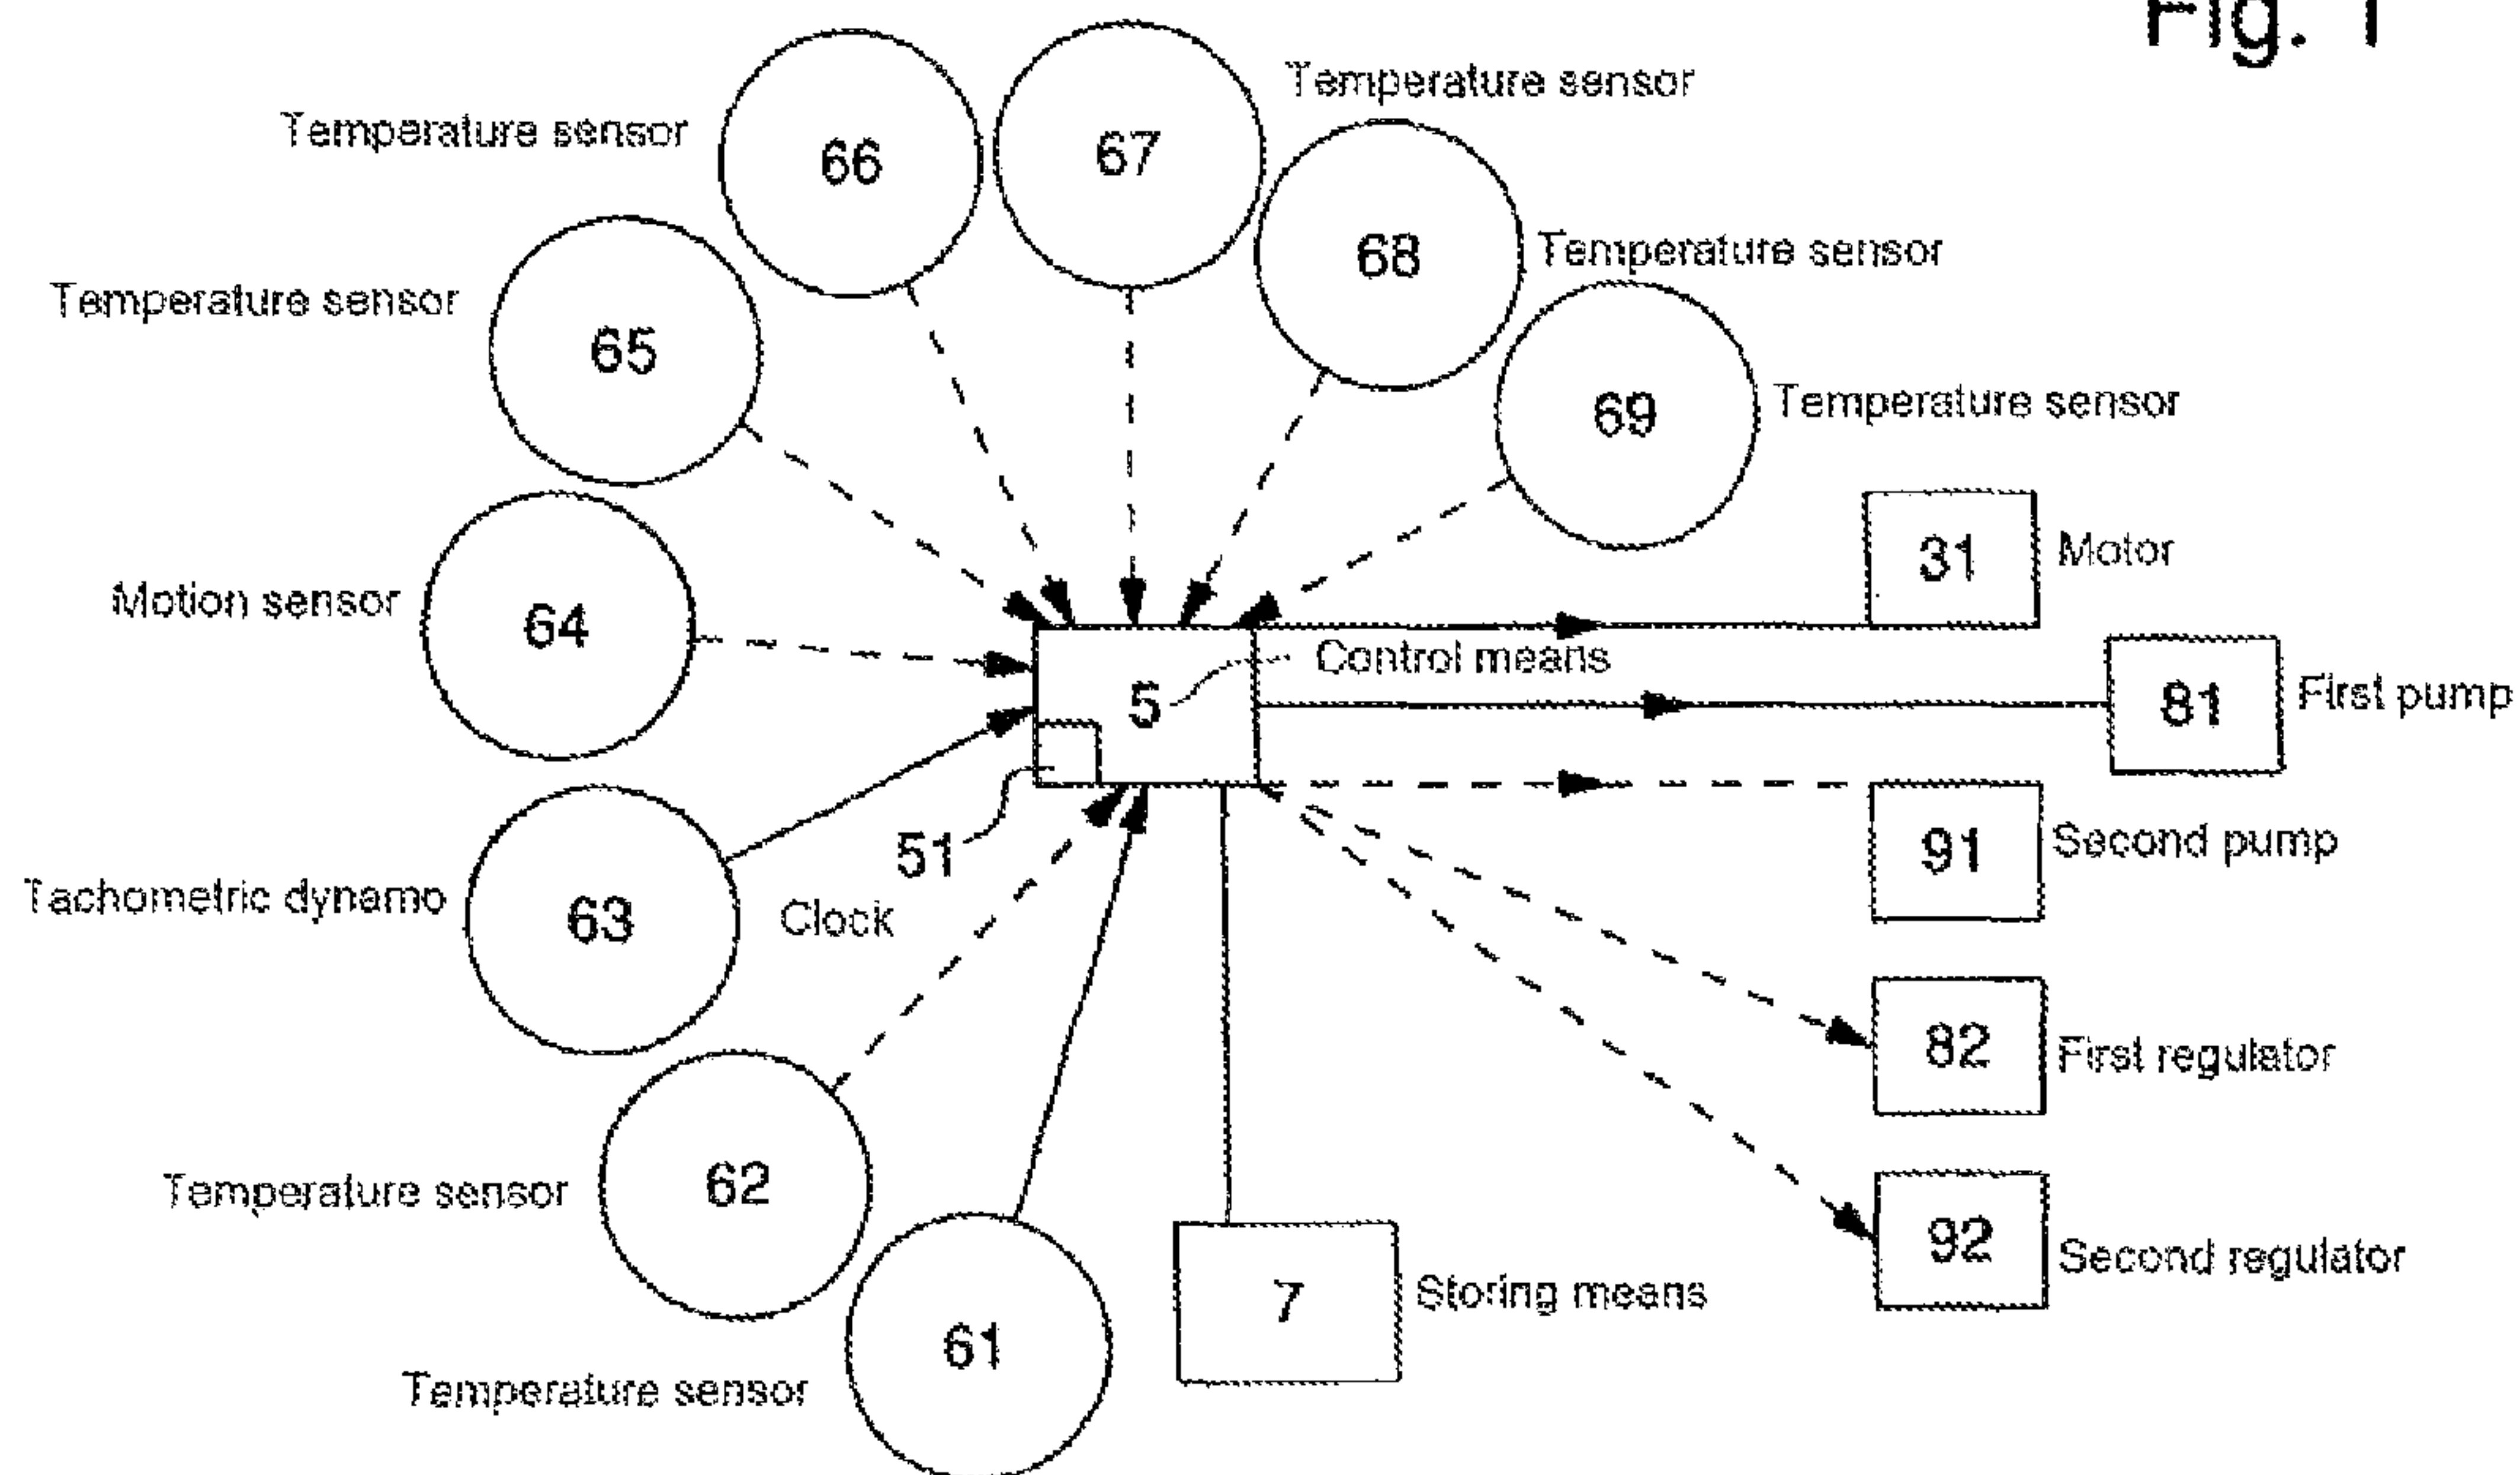 Fig. 1
Temperature sensor
67
Temperature sensor
66
Temperature sensor
68
Temperature sensor
65
Temperature sensor
69
31
Motor
Motion sensor
64
Control means
5
81
First pump
51
91
Second pump
Tachometric dynamo
63
Clock
82
First regulator
Temperature sensor
62
92
Second regulator
7
Storing means
61
Temperature sensor